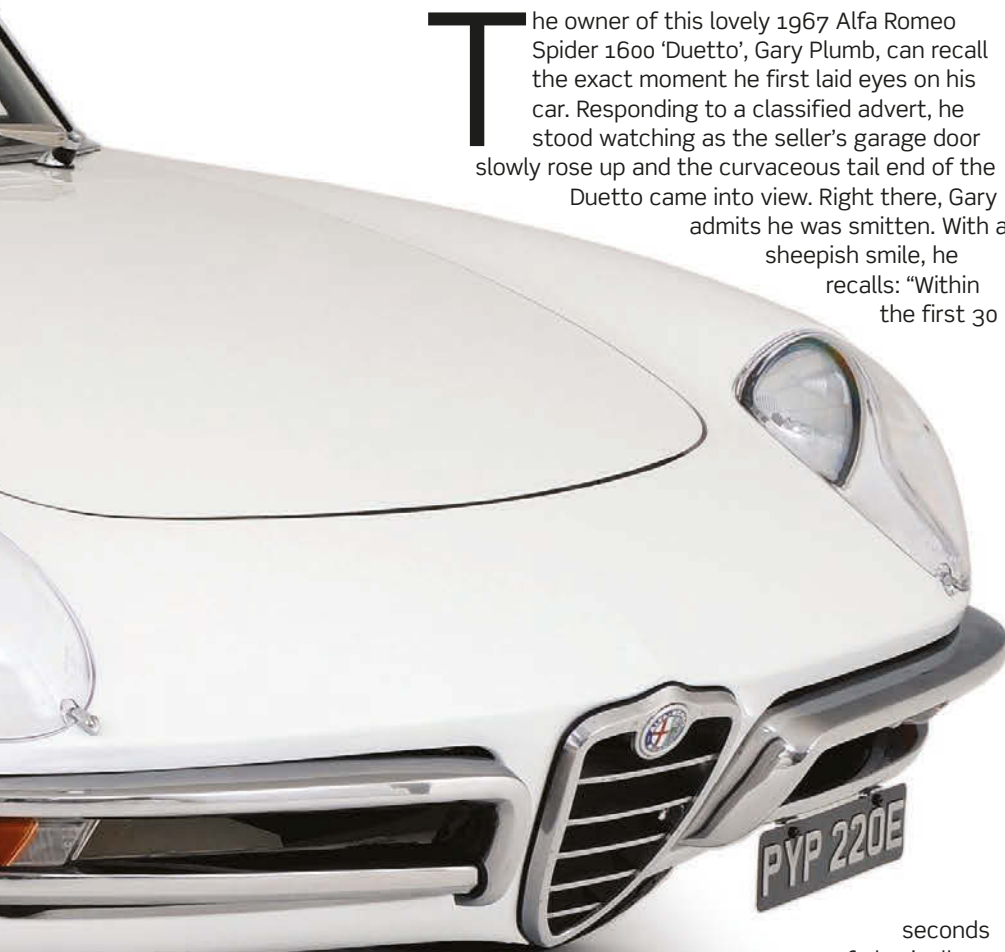 The owner of this lovely 1967 Alfa Romeo
Spider 1600 ‘Duetto’, Gary Plumb, can recall
the exact moment he first laid eyes on his
car. Responding to a classified advert, he
stood watching as the seller’s garage door
slowly rose up and the curvaceous tail end of the
Duetto came into view. Right there, Gary
admits he was smitten. With a
sheepish smile, he
recalls: “Within
the first 30
PYP 220E
seconds